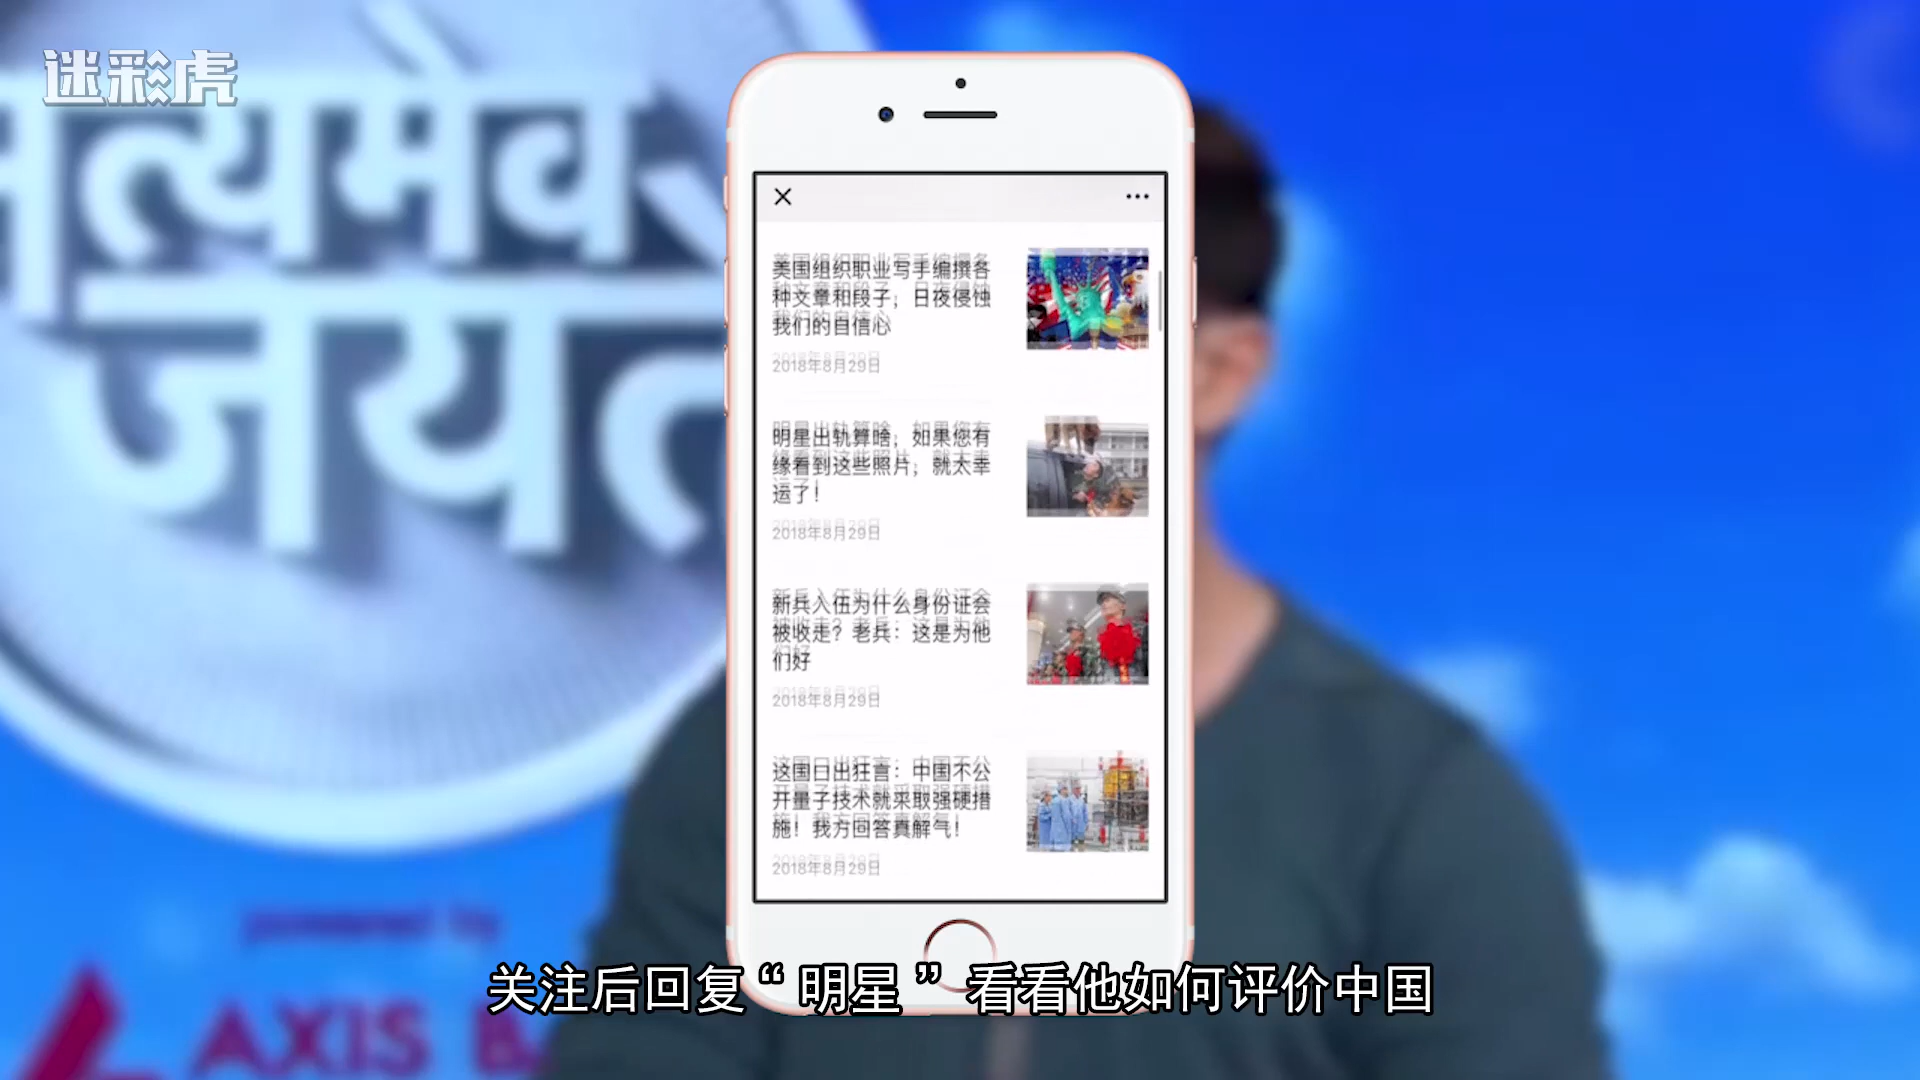 迷彩虎
सत्यमेव
जयते
美国组织职业写手编撰各
种文章和段子，日夜侵蚀
我们的自信心
2018年8月29日
明星出轨算啥，如果您有
缘看到这些照片，就太幸
运了！
2018年8月29日
新兵入伍为什么身份证会
被收走？老兵：这是为他
们好
2018年8月29日
这国口出狂言：中国不公
开量子技术就采取强硬措
施！我方回答真解气！
2018年8月29日
powered by
AXIS B
关注后回复“明星”看看他如何评价中国